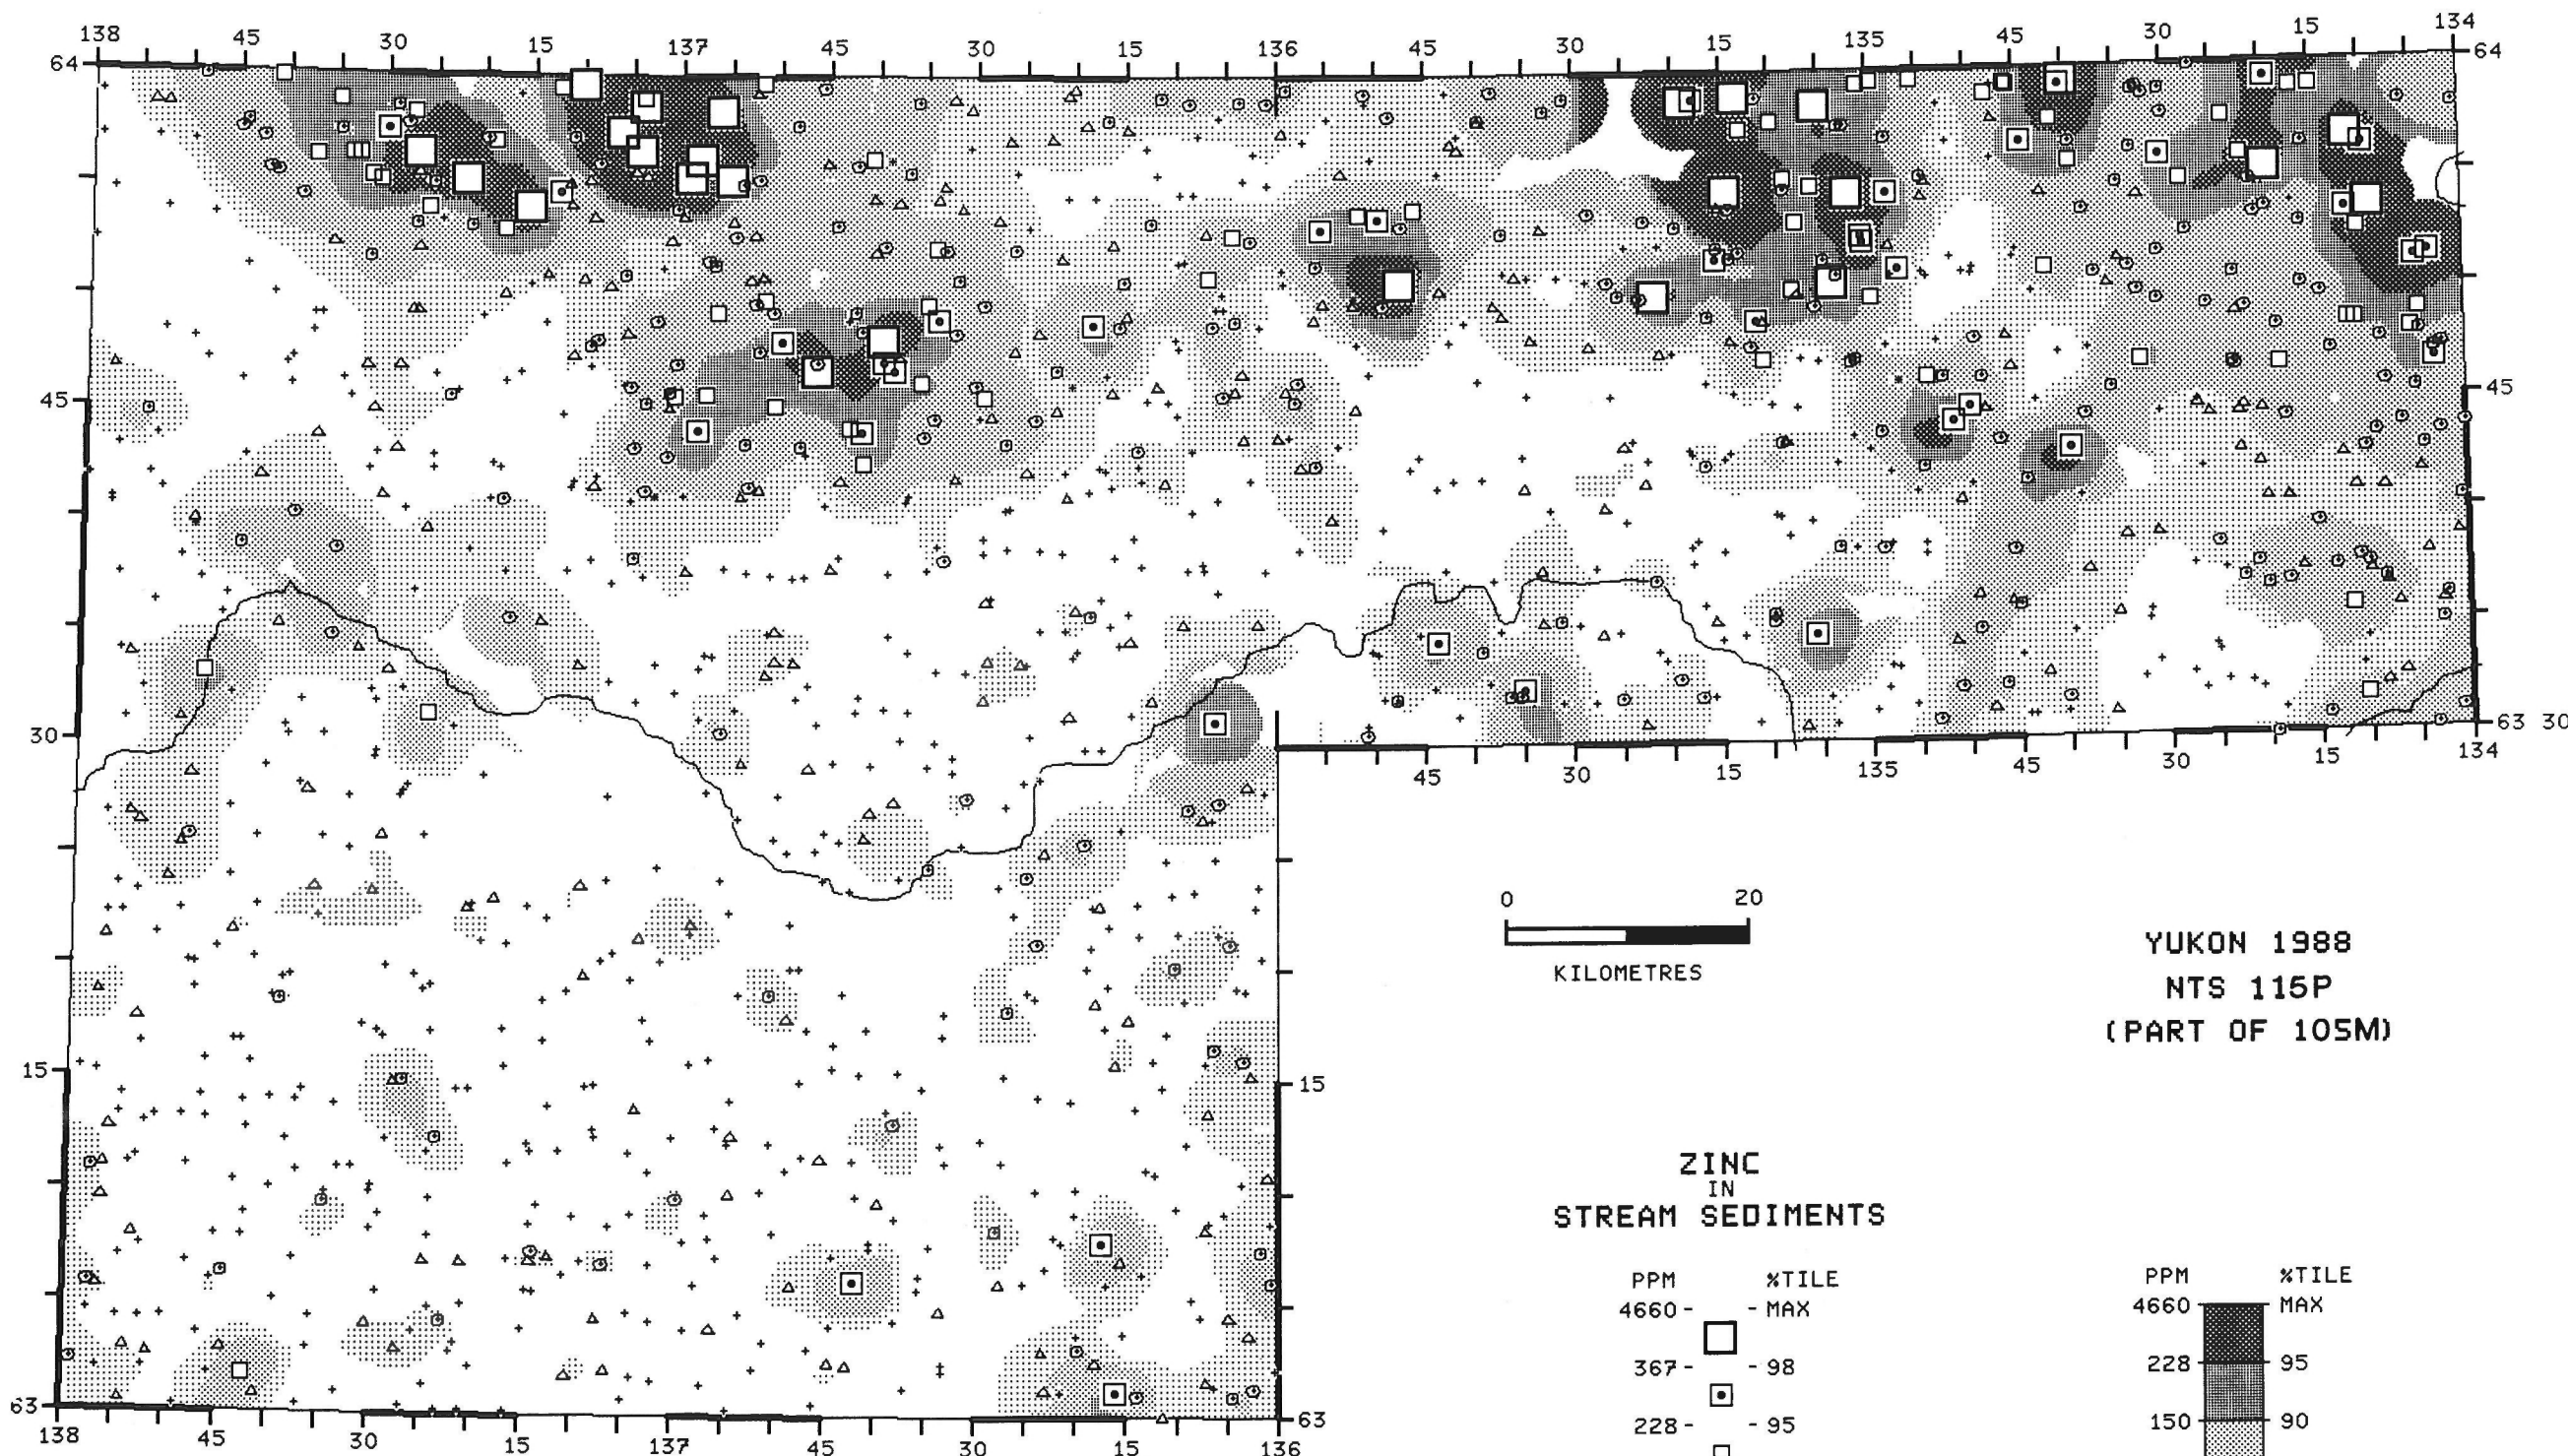 138 45 30 15 137 45 30 15 136 45 30 15 135 45 30 15 134
64 64
45 45
30 63 30
45 30 15 135 45 30 15 134
0 20
KILOMETRES
YUKON 1988
NTS 115P
(PART OF 105M)
15 15
ZINC
IN
STREAM SEDIMENTS
PPM %TILE
4660 - - MAX
367 - - 98
228 - - 95
PPM %TILE
4660 MAX
228 95
150 90
63 63
138 45 30 15 137 45 30 15 136